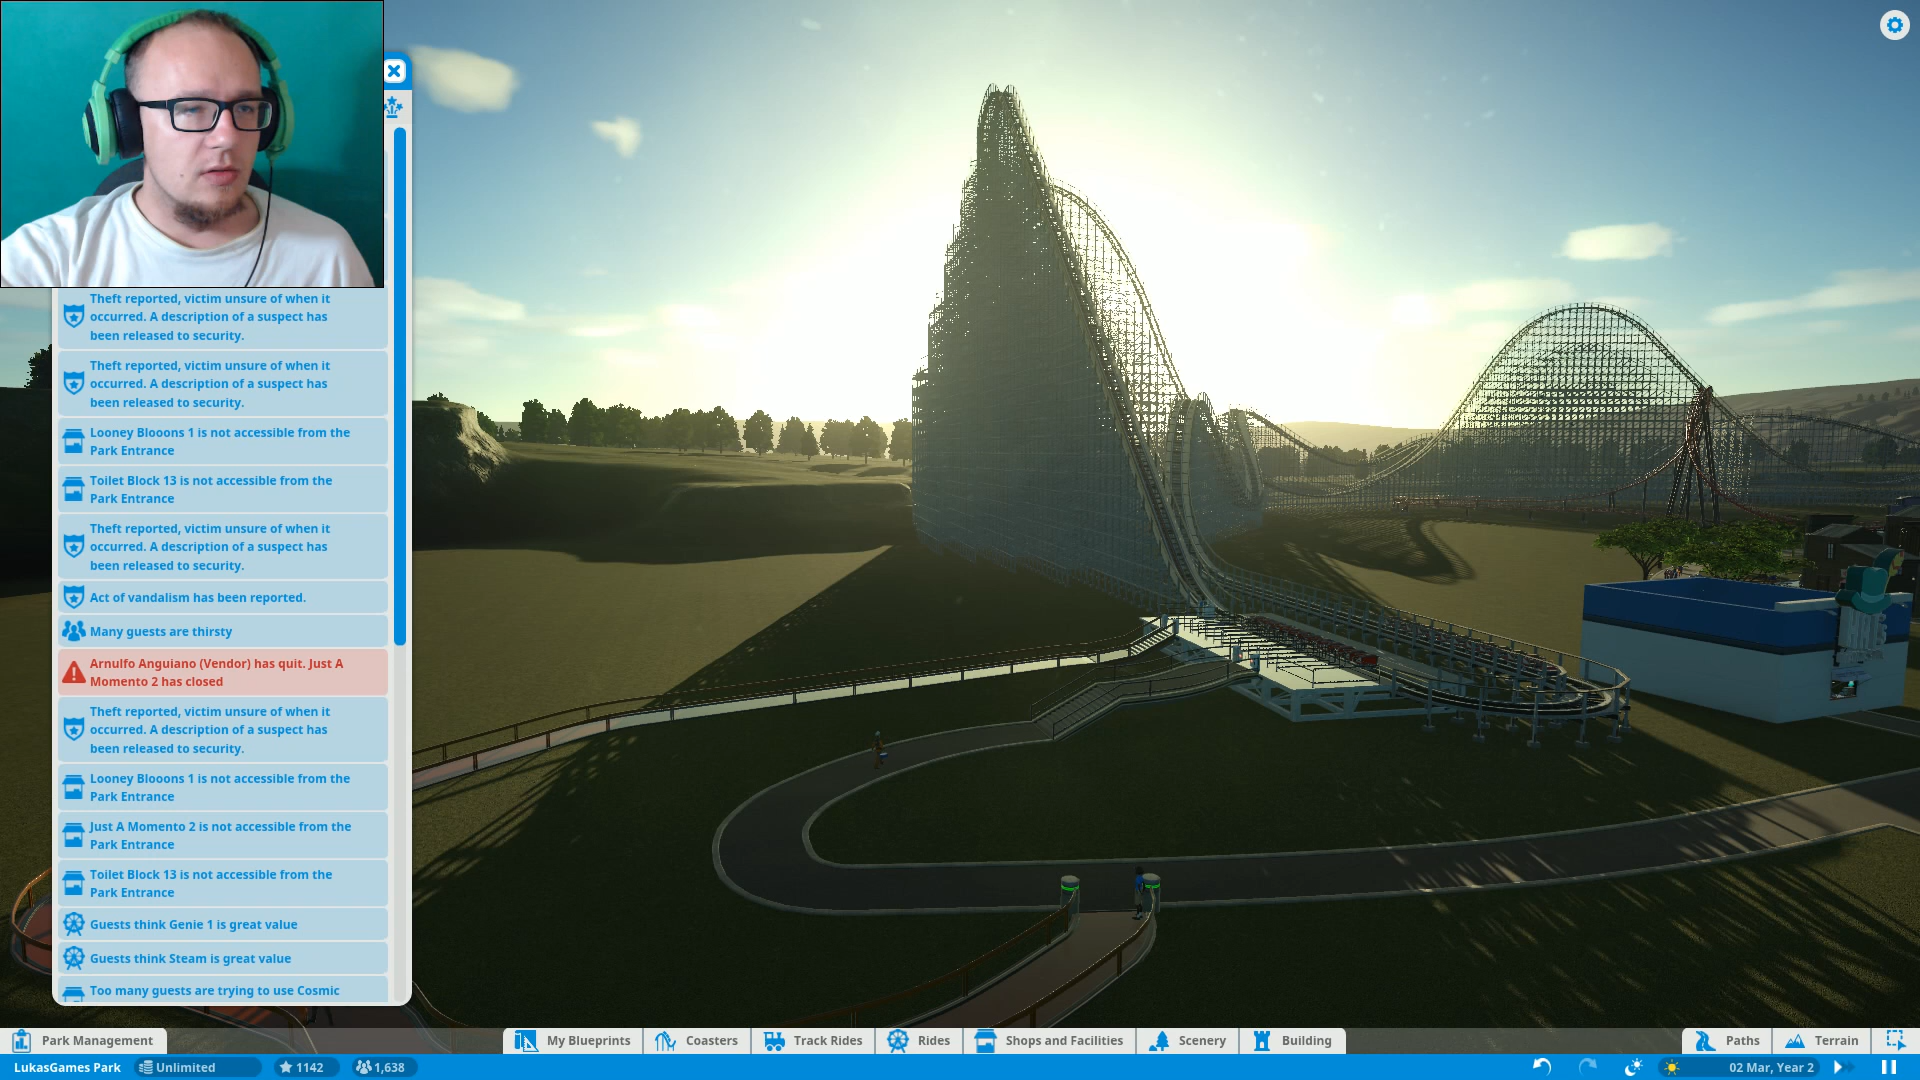 Theft reported, victim unsure of when it
occurred. A description of a suspect has
been released to security.
Theft reported, victim unsure of when it
occurred. A description of a suspect has
been released to security.
Looney Blooons 1 is not accessible from the
Park Entrance
Toilet Block 13 is not accessible from the
Park Entrance
Theft reported, victim unsure of when it
occurred. A description of a suspect has
been released to security.
Act of vandalism has been reported.
Many guests are thirsty
Arnulfo Anguiano (Vendor) has quit. Just A
Momento 2 has closed
Theft reported, victim unsure of when it
occurred. A description of a suspect has
been released to security.
Looney Blooons 1 is not accessible from the
Park Entrance
Just A Momento 2 is not accessible from the
Park Entrance
Toilet Block 13 is not accessible from the
Park Entrance
Guests think Genie 1 is great value
Guests think Steam is great value
Too many guests are trying to use Cosmic
Park Management
My Blueprints
Coasters
Track Rides
Rides
Shops and Facilities
Scenery
Building
Paths
Terrain
LukasGames Park
Unlimited
1142
1,638
02 Mar, Year 2